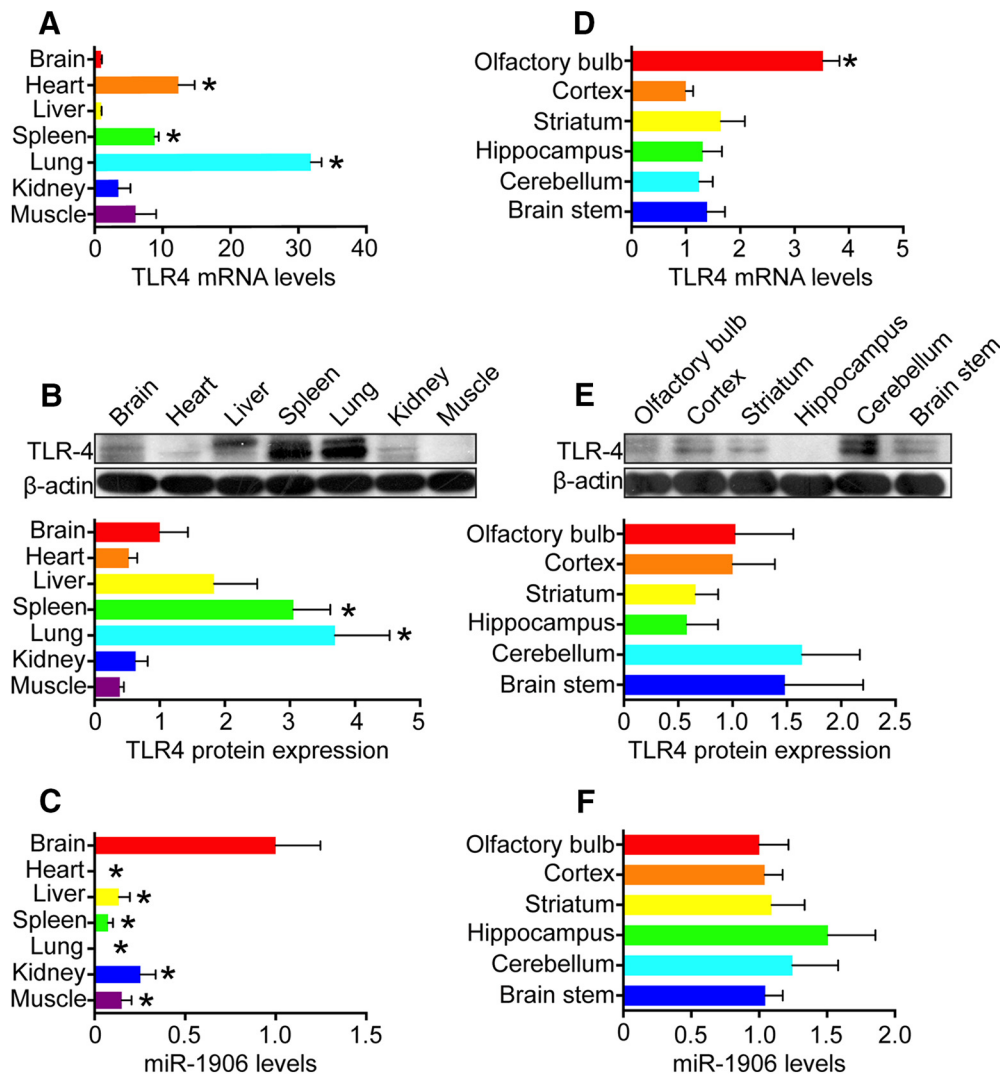 A
Brain
Heart *
Liver
Spleen *
Lung *
Kidney
Muscle
0 10 20 30 40
TLR4 mRNA levels
B
Brain Heart Liver Spleen Lung Kidney Muscle
TLR-4
β-actin
Brain
Heart
Liver
Spleen *
Lung *
Kidney
Muscle
0 1 2 3 4 5
TLR4 protein expression
C
Brain
Heart *
Liver *
Spleen *
Lung *
Kidney *
Muscle *
0 0.5 1.0 1.5
miR-1906 levels
D
Olfactory bulb *
Cortex
Striatum
Hippocampus
Cerebellum
Brain stem
0 1 2 3 4 5
TLR4 mRNA levels
E
Olfactory bulb Cortex Striatum Hippocampus Cerebellum Brain stem
TLR-4
β-actin
Olfactory bulb
Cortex
Striatum
Hippocampus
Cerebellum
Brain stem
0 0.5 1.0 1.5 2.0 2.5
TLR4 protein expression
F
Olfactory bulb
Cortex
Striatum
Hippocampus
Cerebellum
Brain stem
0 0.5 1.0 1.5 2.0
miR-1906 levels